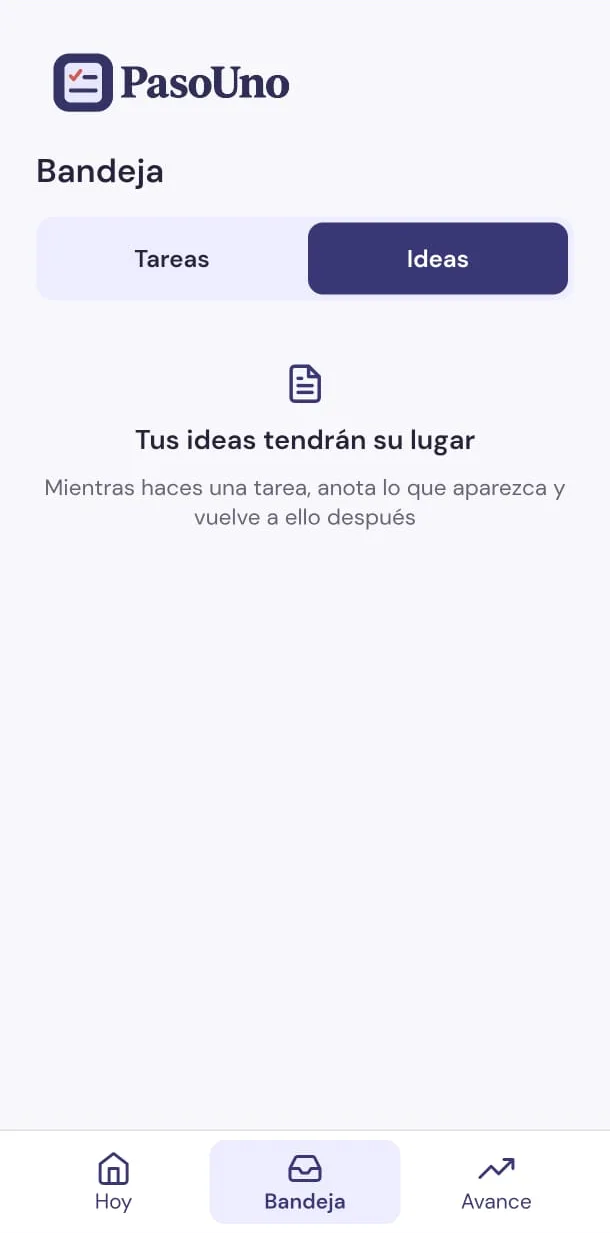 PasoUno
Bandeja
Tareas
Ideas
Tus ideas tendrán su lugar
Mientras haces una tarea, anota lo que aparezca y
vuelve a ello después
Hoy
Bandeja
Avance